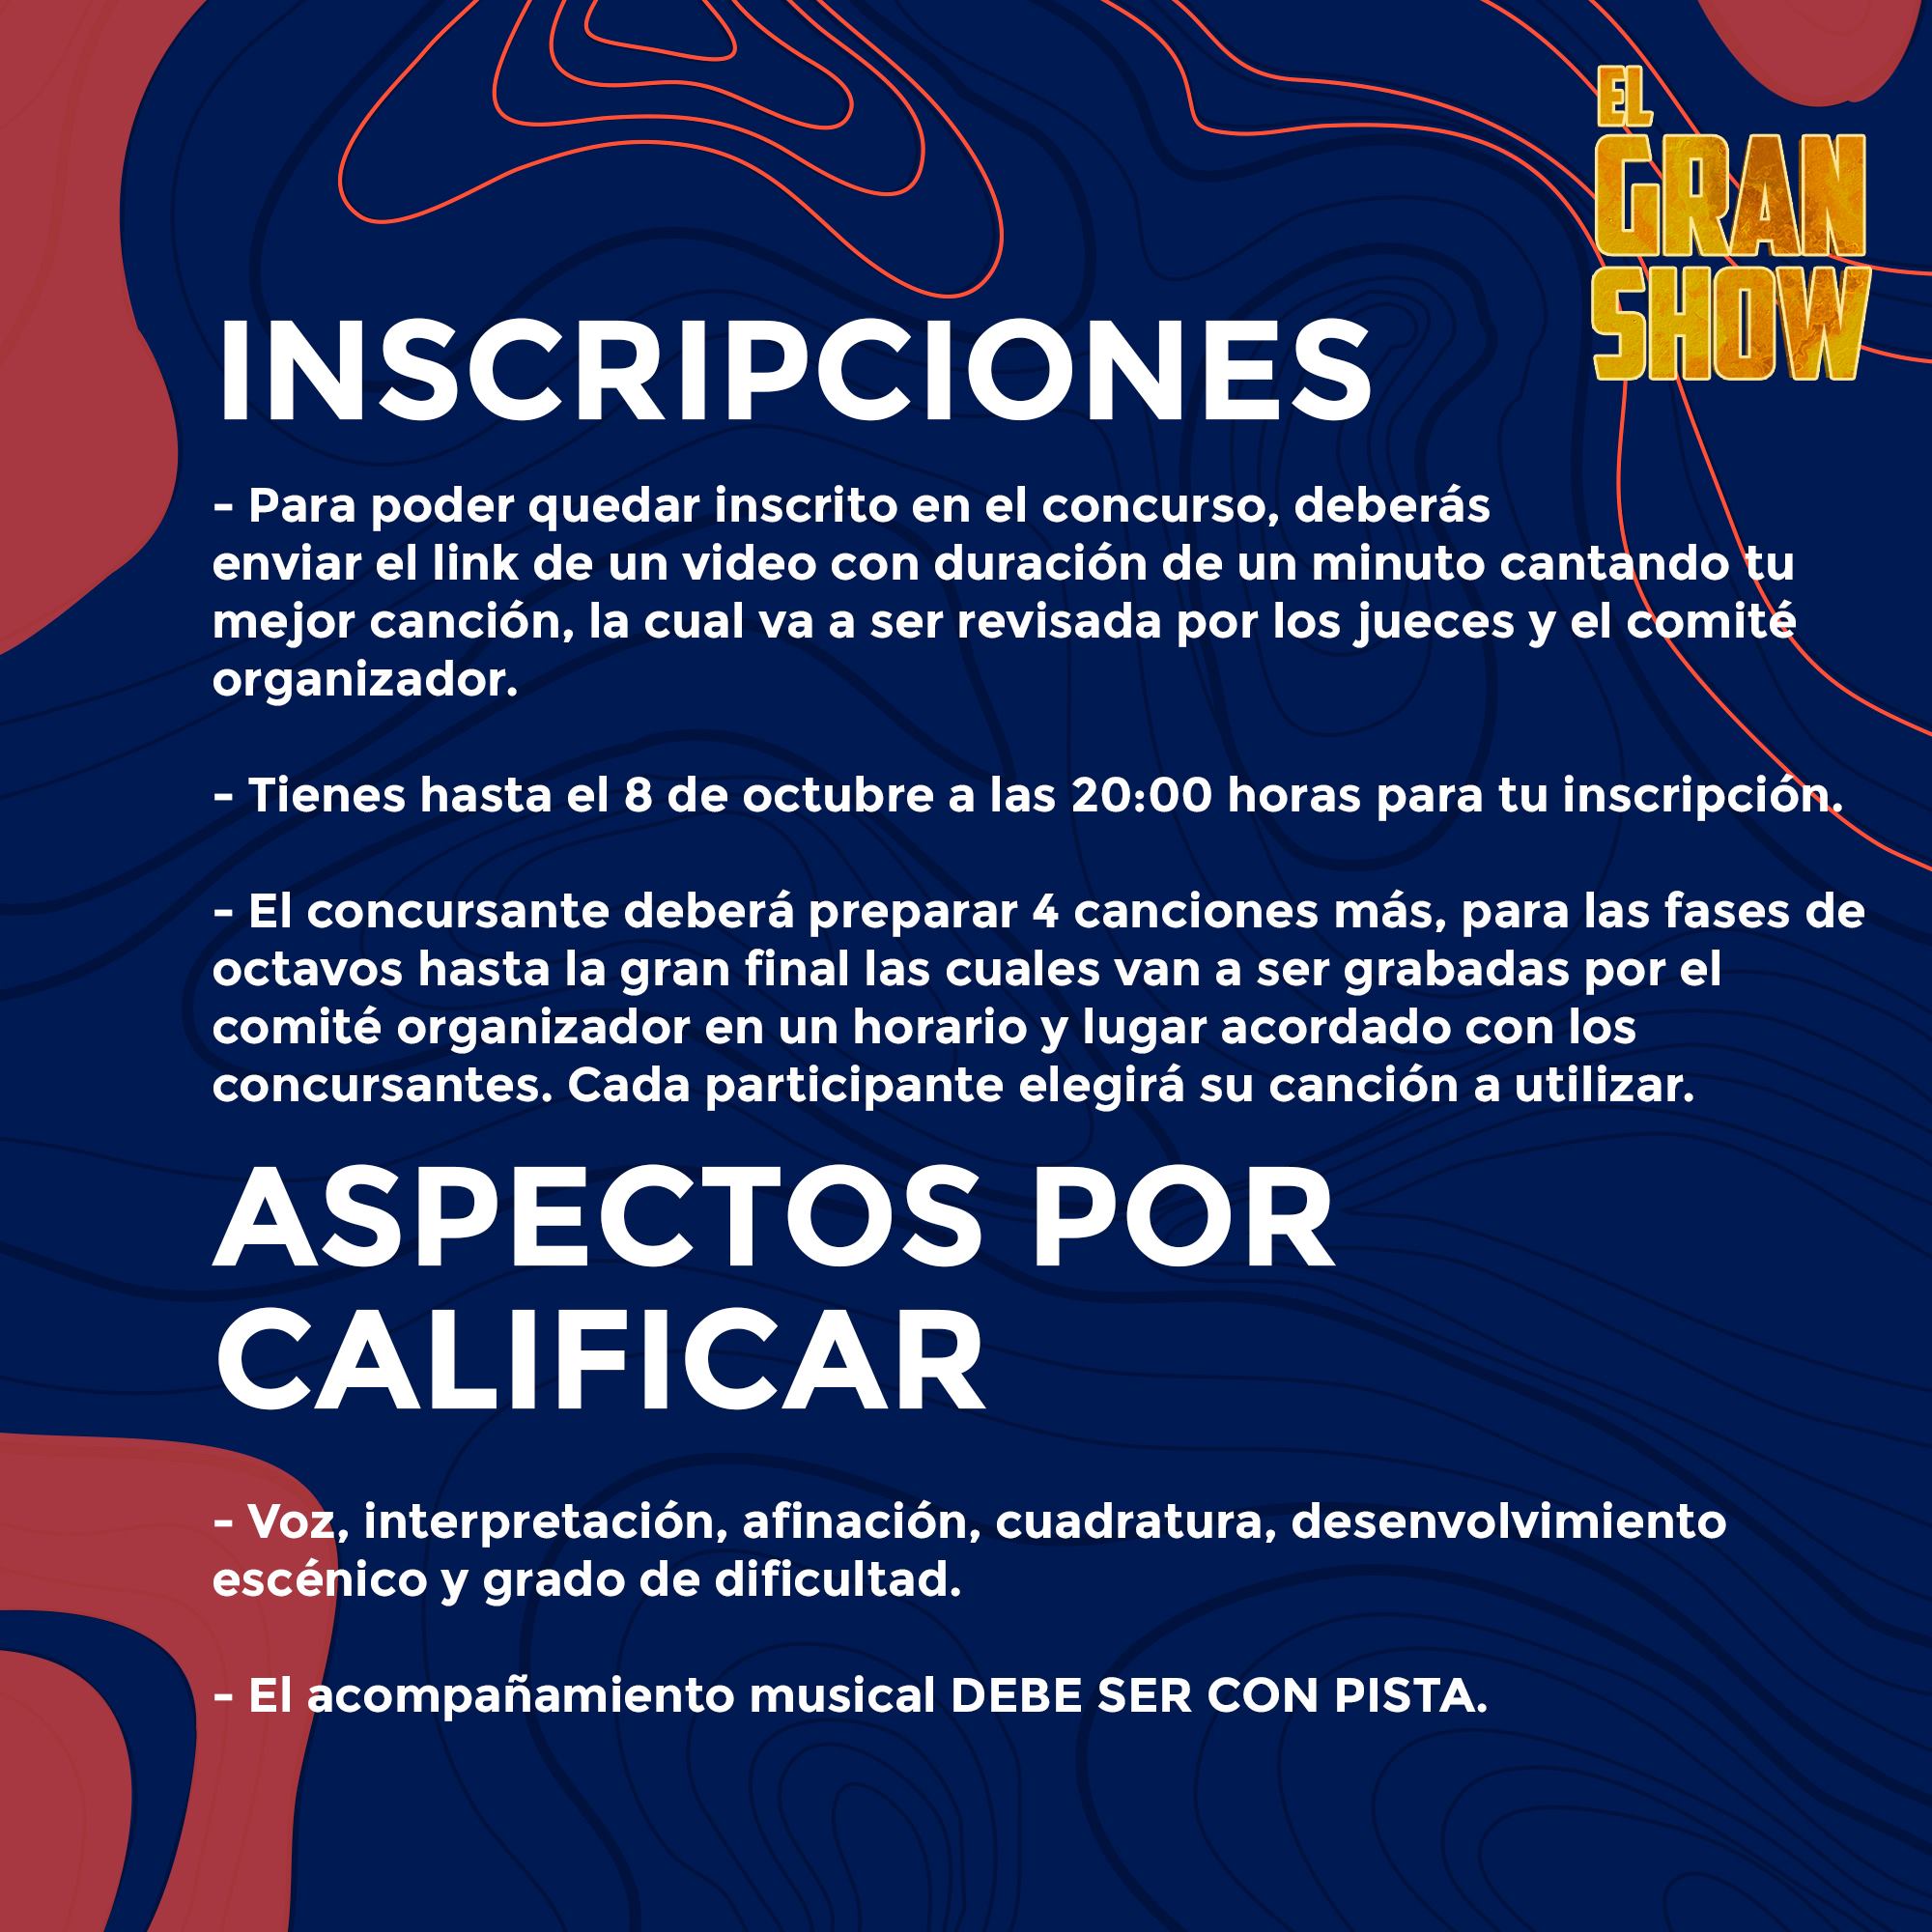 EL
GRAN
SHOW
INSCRIPCIONES
- Para poder quedar inscrito en el concurso, deberás
enviar el link de un video con duración de un minuto cantando tu
mejor canción, la cual va a ser revisada por los jueces y el comité
organizador.
- Tienes hasta el 8 de octubre a las 20:00 horas para tu inscripción.
- El concursante deberá preparar 4 canciones más, para las fases de
octavos hasta la gran final las cuales van a ser grabadas por el
comité organizador en un horario y lugar acordado con los
concursantes. Cada participante elegirá su canción a utilizar.
ASPECTOS POR
CALIFICAR
- Voz, interpretación, afinación, cuadratura, desenvolvimiento
escénico y grado de dificultad.
- El acompañamiento musical DEBE SER CON PISTA.